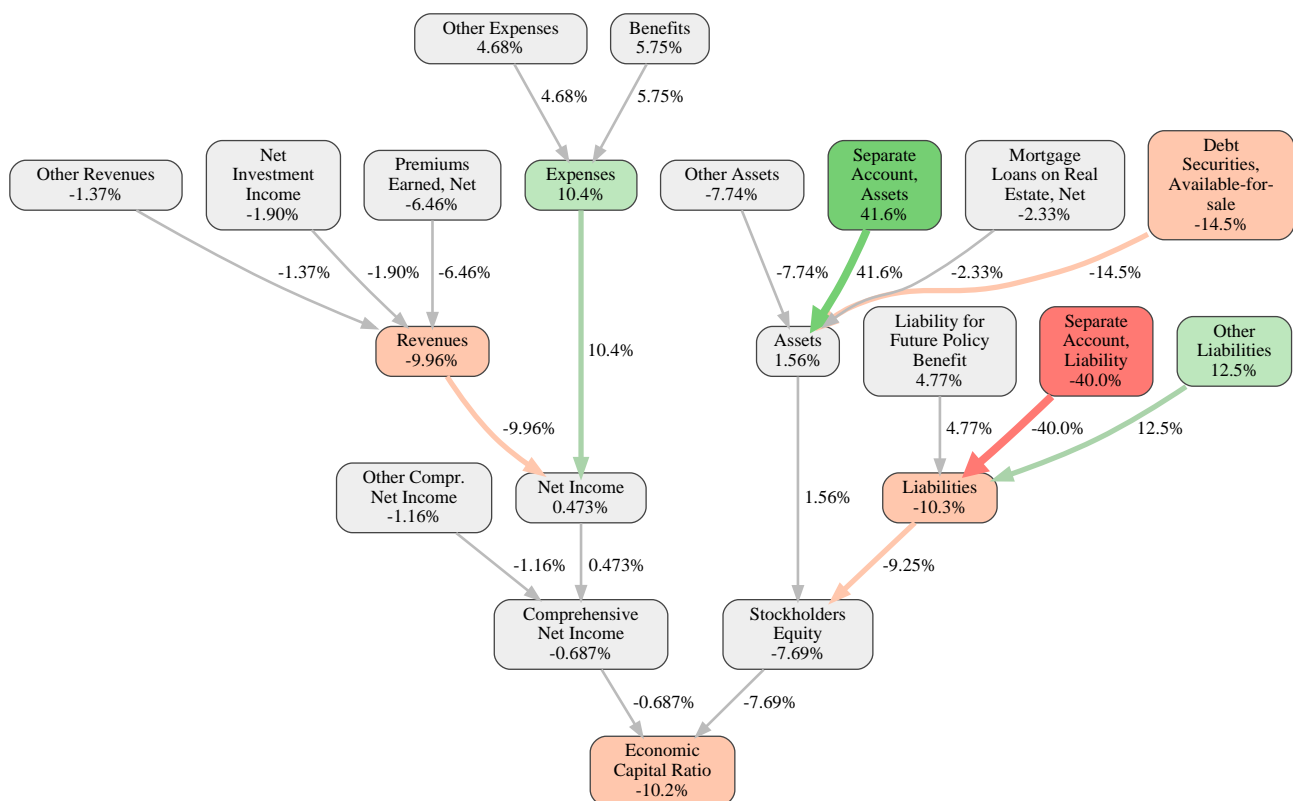 Other Expenses
4.68%
Benefits
5.75%
4.68%
5.75%
Other Revenues
-1.37%
Net
Investment
Income
-1.90%
Premiums
Earned, Net
-6.46%
Expenses
10.4%
Other Assets
-7.74%
Separate
Account,
Assets
41.6%
Mortgage
Loans on Real
Estate, Net
-2.33%
Debt
Securities,
Available-for-
sale
-14.5%
-1.37%
-1.90%
-6.46%
-7.74%
41.6%
-2.33%
-14.5%
Revenues
-9.96%
10.4%
Assets
1.56%
Liability for
Future Policy
Benefit
4.77%
Separate
Account,
Liability
-40.0%
Other
Liabilities
12.5%
-9.96%
4.77%
-40.0%
12.5%
Other Compr.
Net Income
-1.16%
Net Income
0.473%
1.56%
Liabilities
-10.3%
-1.16%
0.473%
-9.25%
Comprehensive
Net Income
-0.687%
Stockholders
Equity
-7.69%
-0.687%
-7.69%
Economic
Capital Ratio
-10.2%